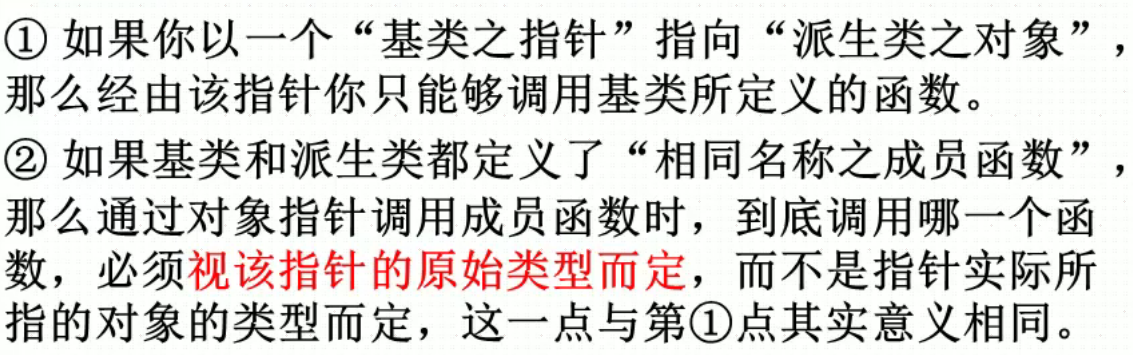 ① 如果你以一个“基类之指针”指向“派生类之对象”，
那么经由该指针你只能够调用基类所定义的函数。
② 如果基类和派生类都定义了“相同名称之成员函数”，
那么通过对象指针调用成员函数时，到底调用哪一个函
数，必须视该指针的原始类型而定，而不是指针实际所
指的对象的类型而定，这一点与第①点其实意义相同。